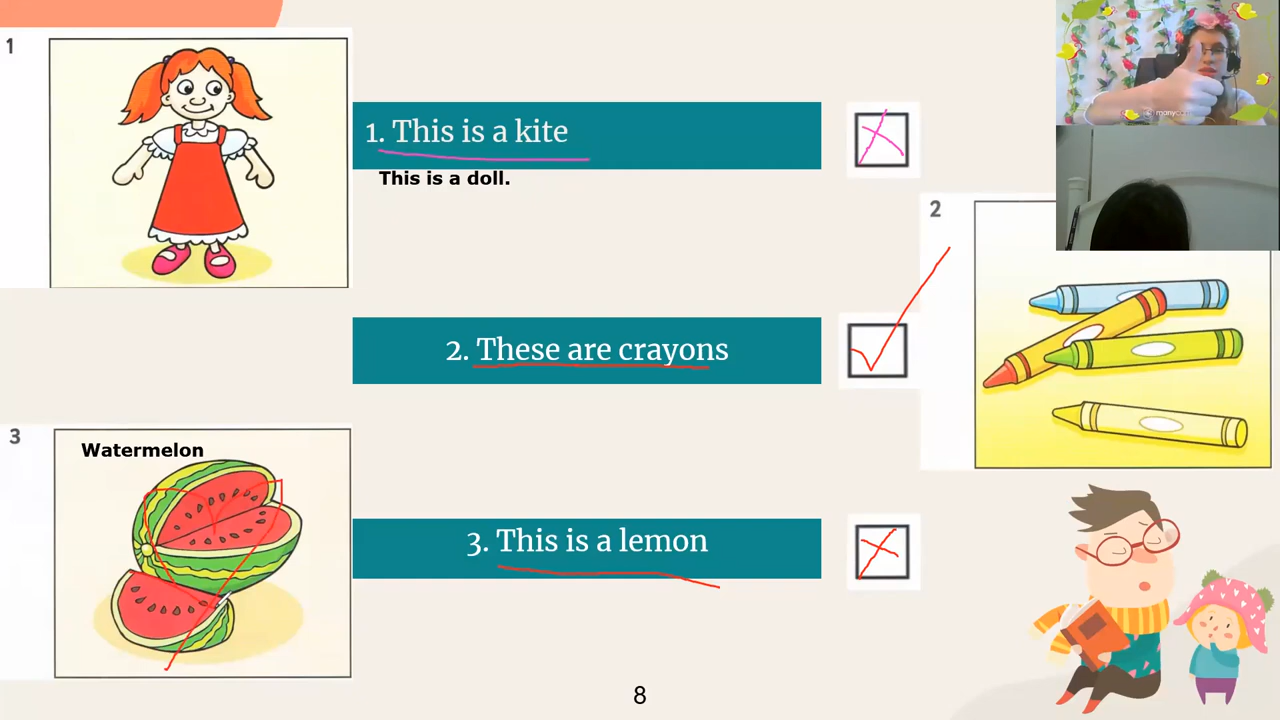 1
1. This is a kite
This is a doll.
2
2. These are crayons
3
Watermelon
3. This is a lemon
8